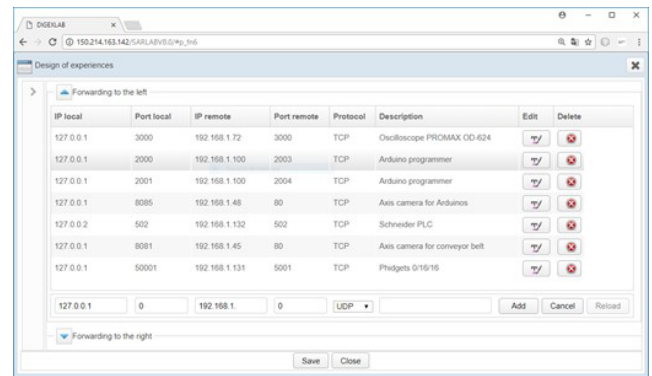 DIGEXLAB
150.214.163.142/SARLABV8.0/#p_fn6
Design of experiences
Forwarding to the left
IP local Port local IP remote Port remote Protocol Description Edit Delete
127.0.0.1 3000 192.168.1.72 3000 TCP Oscilloscope PROMAX OD-624
127.0.0.1 2000 192.168.1.100 2003 TCP Arduino programmer
127.0.0.1 2001 192.168.1.100 2004 TCP Arduino programmer
127.0.0.1 8085 192.168.1.48 80 TCP Axis camera for Arduinos
127.0.0.2 502 192.168.1.132 502 TCP Schneider PLC
127.0.0.1 8081 192.168.1.45 80 TCP Axis camera for conveyor belt
127.0.0.1 50001 192.168.1.131 5001 TCP Phidgets 0/16/16
127.0.0.1 0 192.168.1. 0 UDP Add Cancel Reload
Forwarding to the right
Save Close